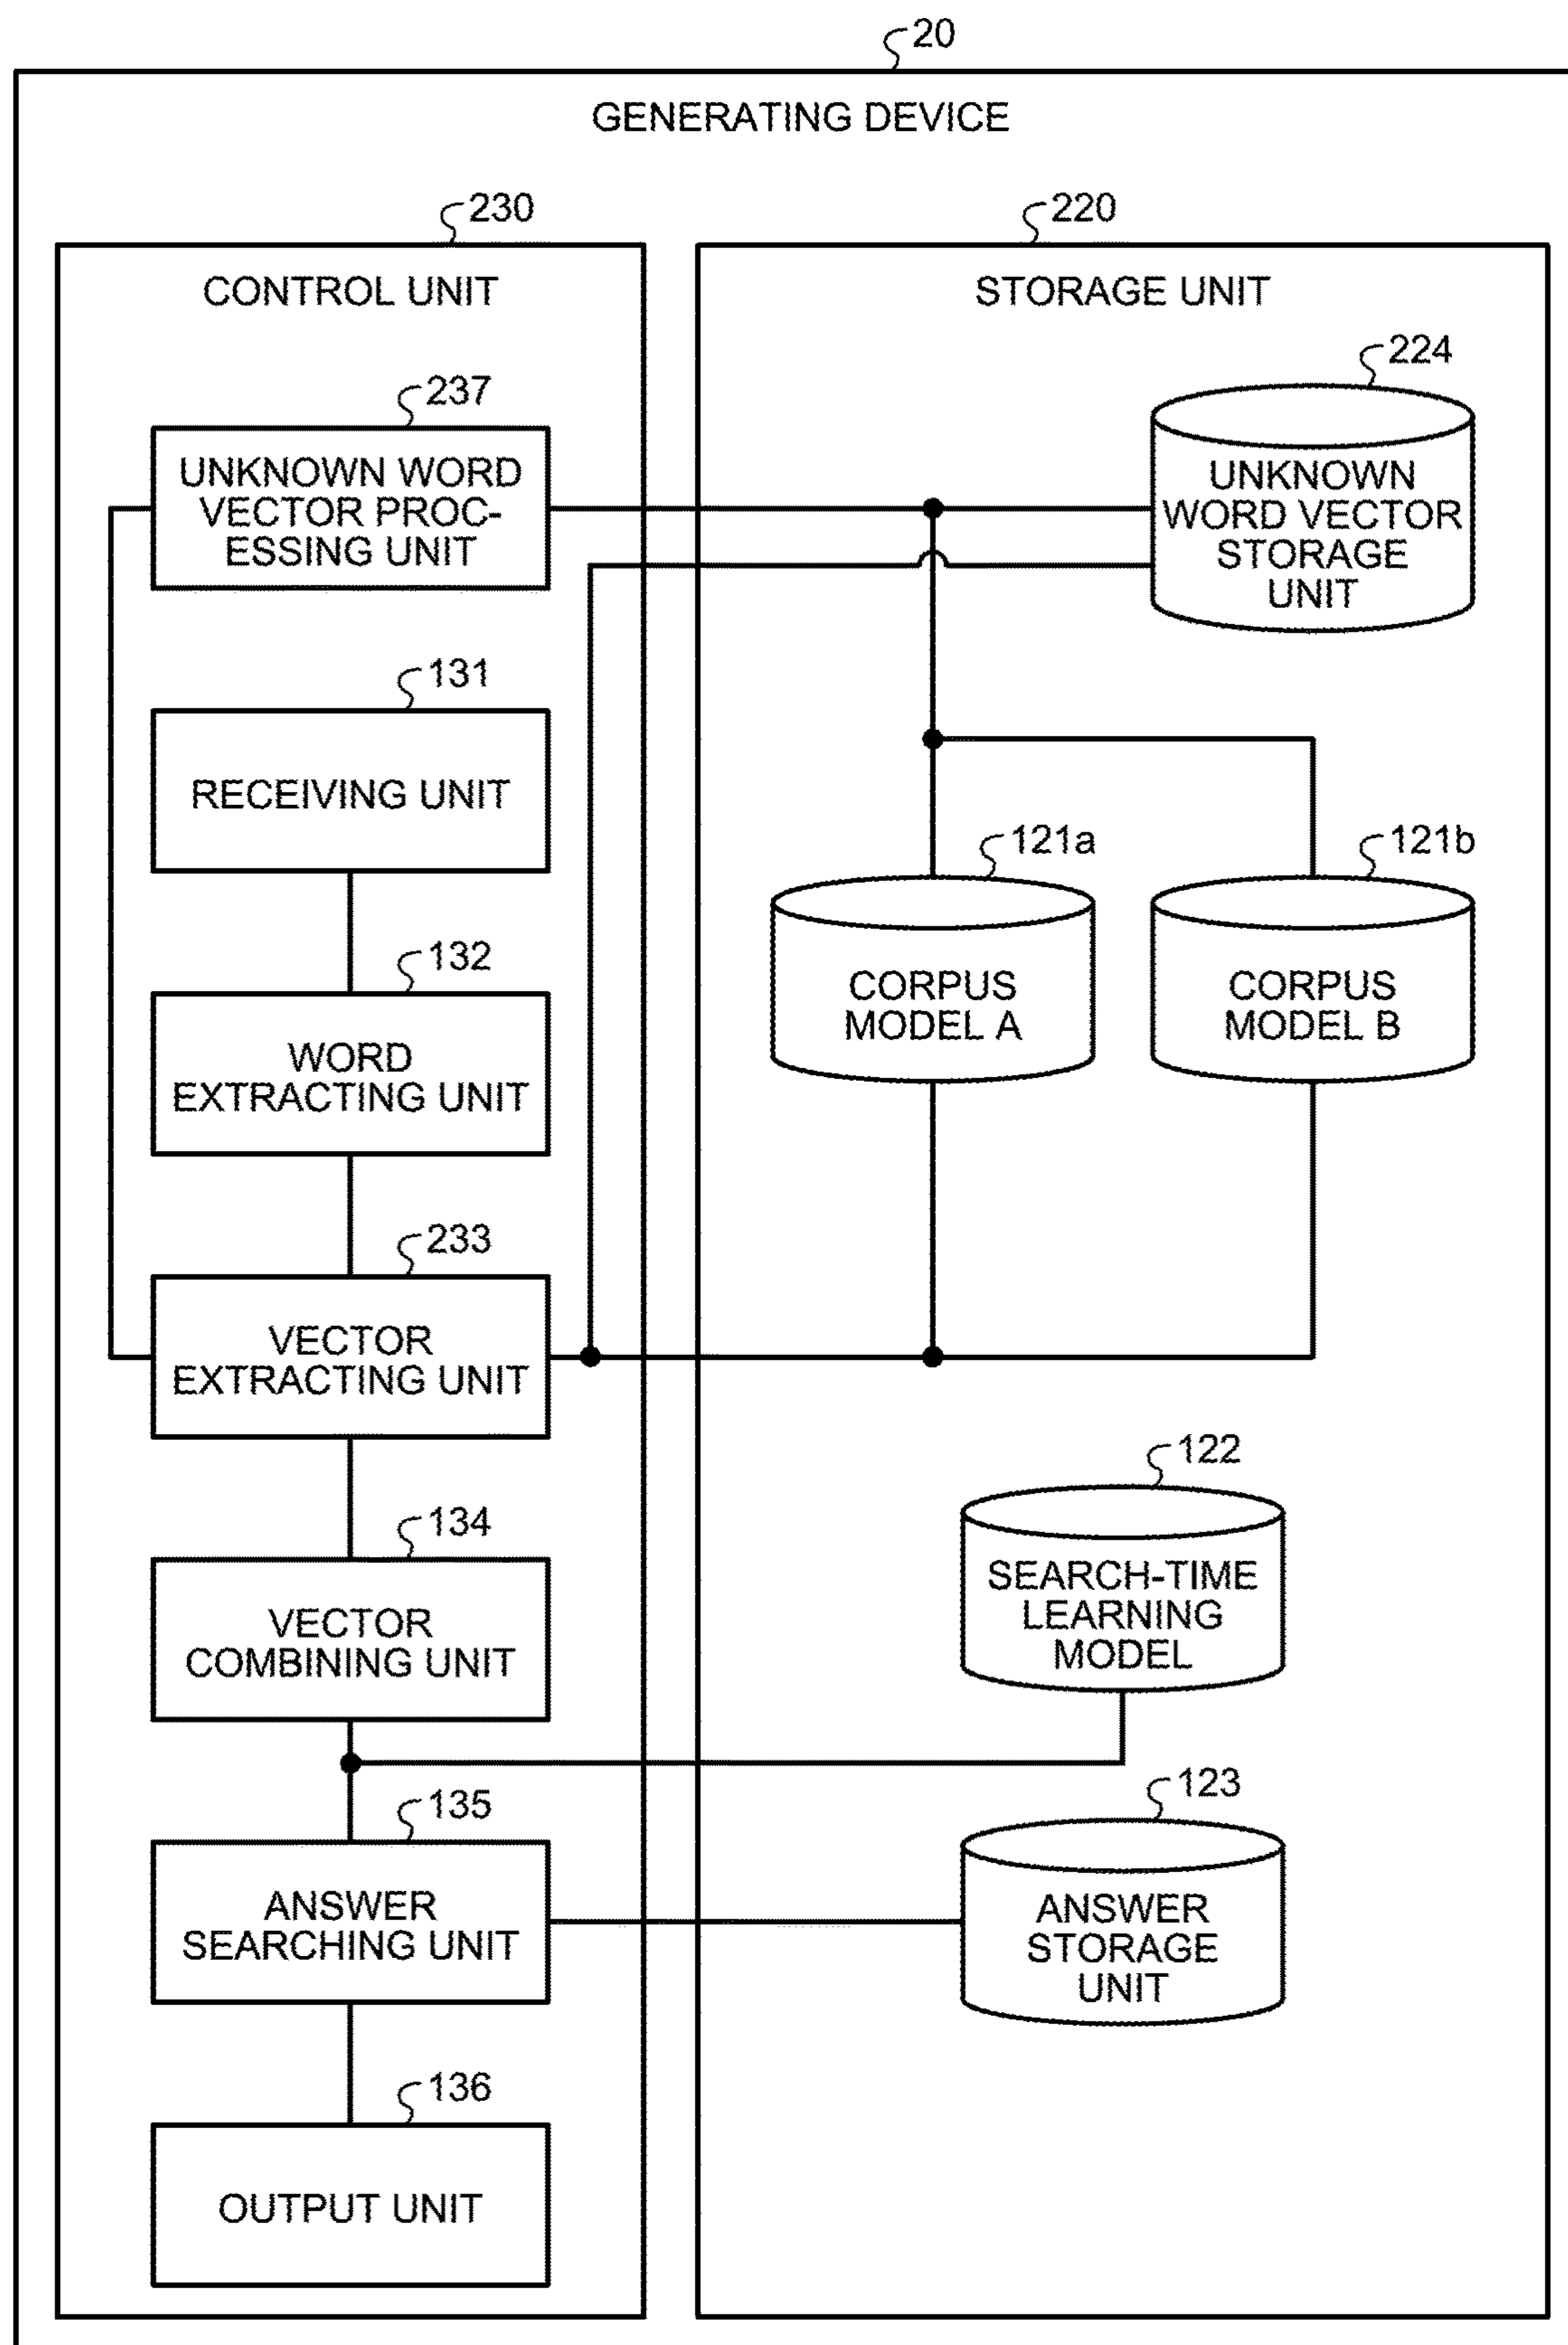 20
GENERATING DEVICE
230
CONTROL UNIT
237
UNKNOWN WORD
VECTOR PROC-
ESSING UNIT
131
RECEIVING UNIT
132
WORD
EXTRACTING UNIT
233
VECTOR
EXTRACTING UNIT
134
VECTOR
COMBINING UNIT
135
ANSWER
SEARCHING UNIT
136
OUTPUT UNIT
220
STORAGE UNIT
224
UNKNOWN
WORD VECTOR
STORAGE
UNIT
121a
CORPUS
MODEL A
121b
CORPUS
MODEL B
122
SEARCH-TIME
LEARNING
MODEL
123
ANSWER
STORAGE
UNIT